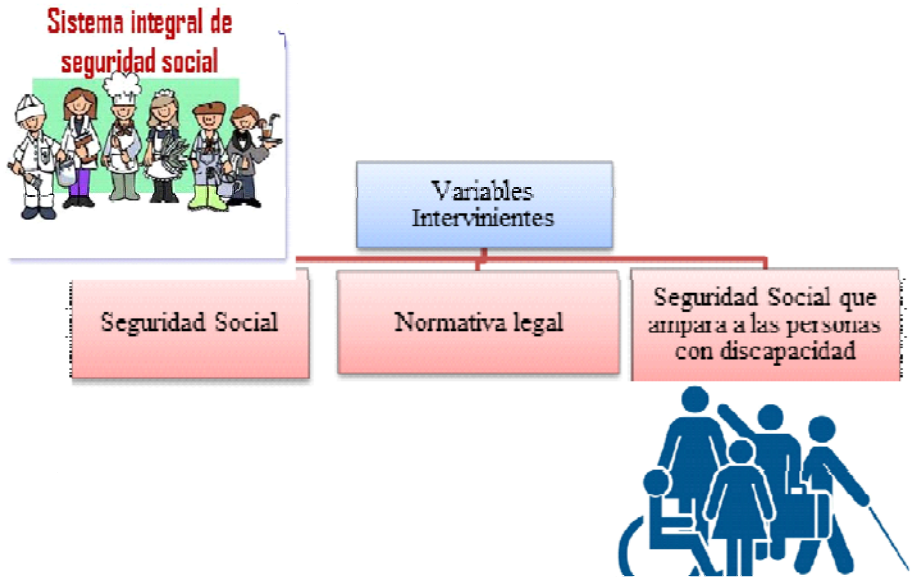 Sistema integral de
seguridad social
Variables
Intervinientes
Seguridad Social
Normativa legal
Seguridad Social que
ampara a las personas
con discapacidad